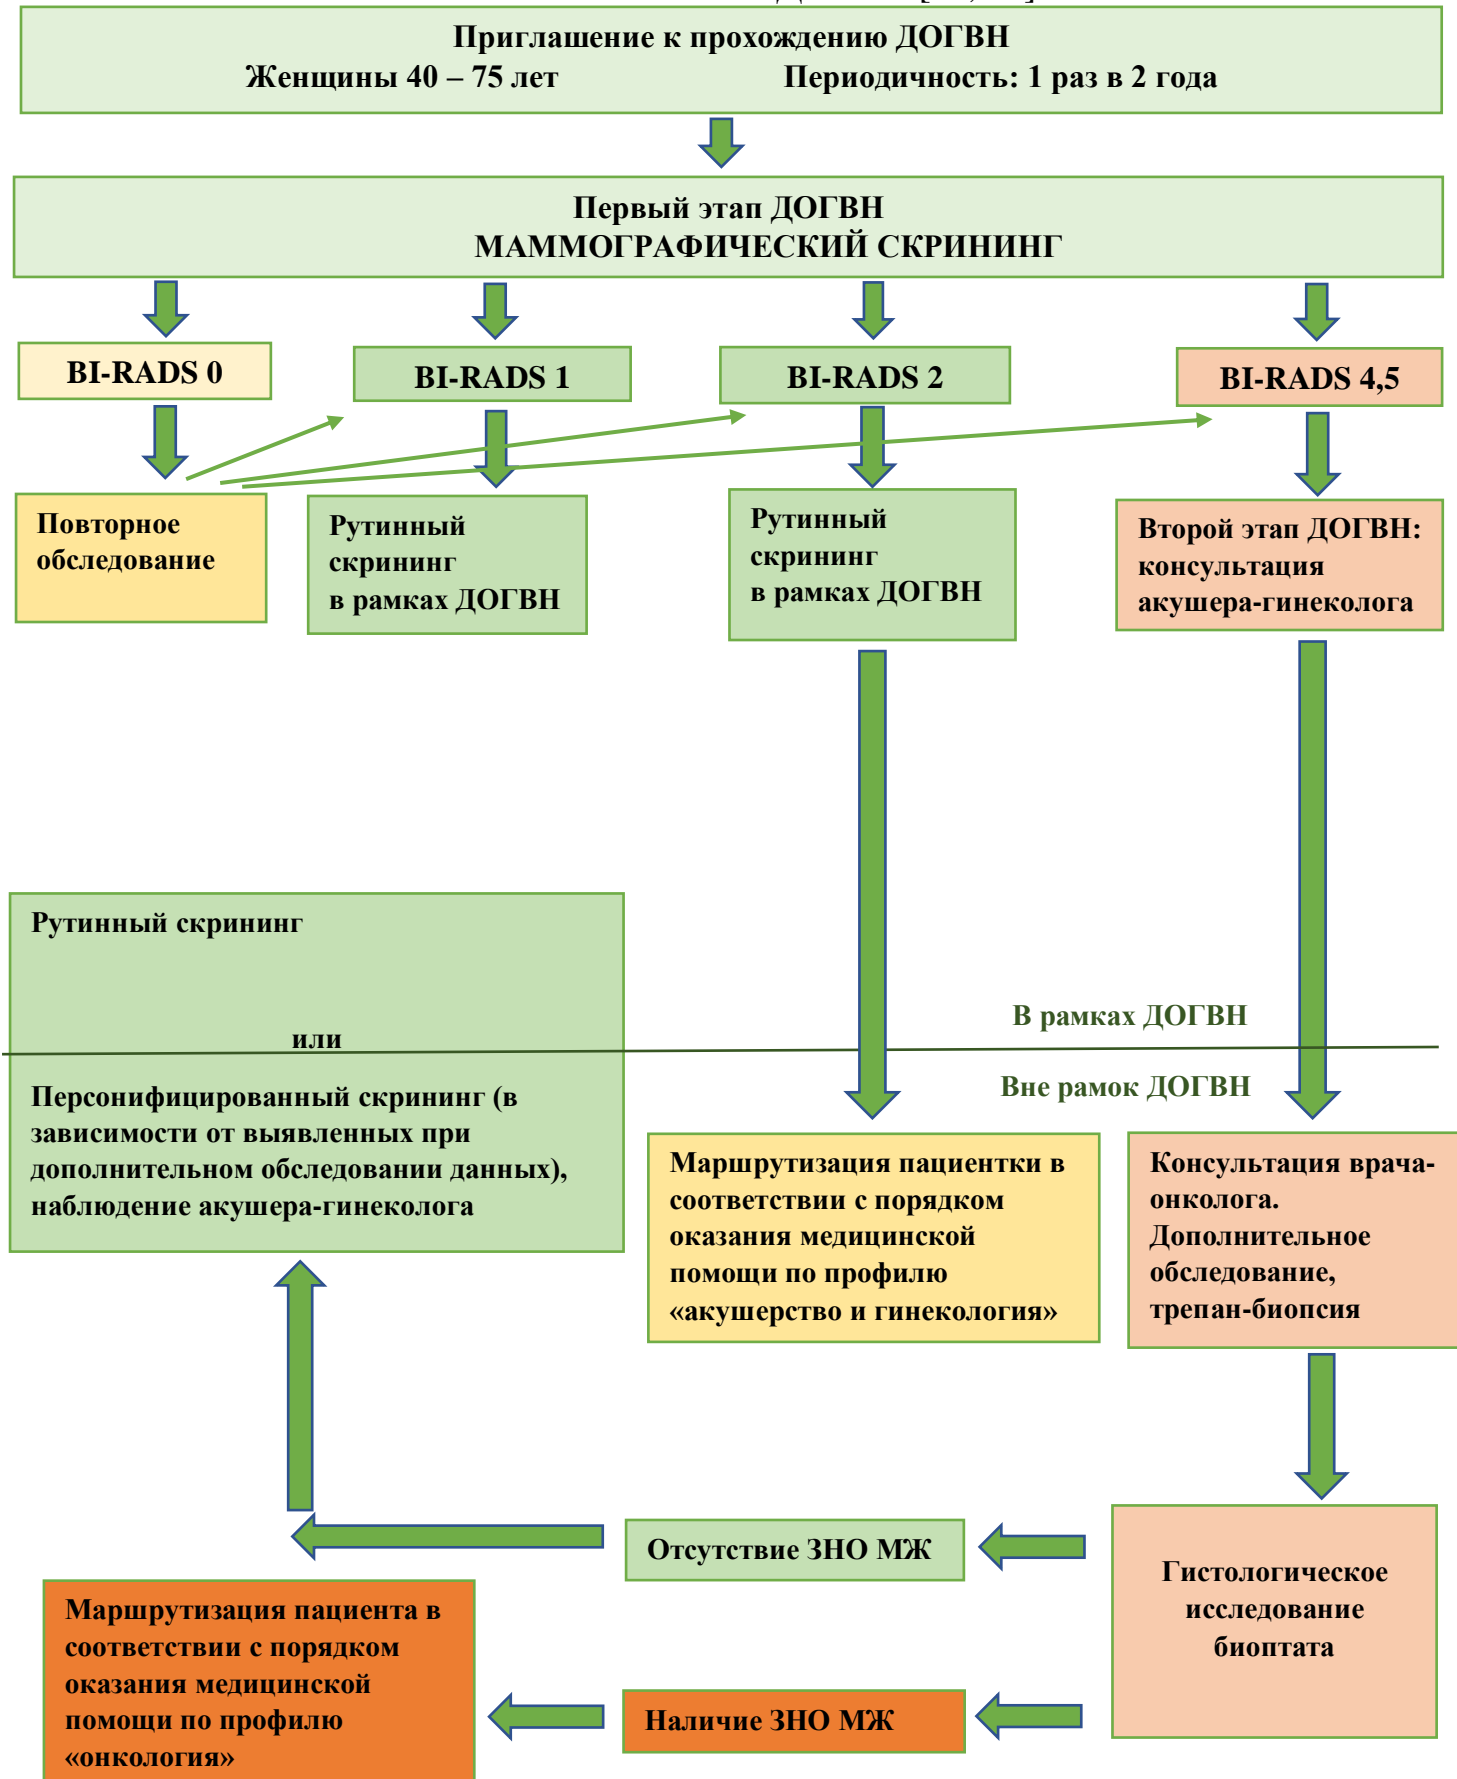 Приглашение к прохождению ДОГВН
Женщины 40 – 75 лет Периодичность: 1 раз в 2 года
Первый этап ДОГВН
МАММОГРАФИЧЕСКИЙ СКРИНИНГ
BI-RADS 0
BI-RADS 1
BI-RADS 2
BI-RADS 4,5
Повторное
обследование
Рутинный
скрининг
в рамках ДОГВН
Рутинный
скрининг
в рамках ДОГВН
Второй этап ДОГВН:
консультация
акушера-гинеколога
Рутинный скрининг
или
Персонифицированный скрининг (в
зависимости от выявленных при
дополнительном обследовании данных),
наблюдение акушера-гинеколога
В рамках ДОГВН
Вне рамок ДОГВН
Маршрутизация пациентки в
соответствии с порядком
оказания медицинской
помощи по профилю
«акушерство и гинекология»
Консультация врача-
онколога.
Дополнительное
обследование,
трепан-биопсия
Отсутствие ЗНО МЖ
Гистологическое
исследование
биоптата
Наличие ЗНО МЖ
Маршрутизация пациента в
соответствии с порядком
оказания медицинской
помощи по профилю
«онкология»